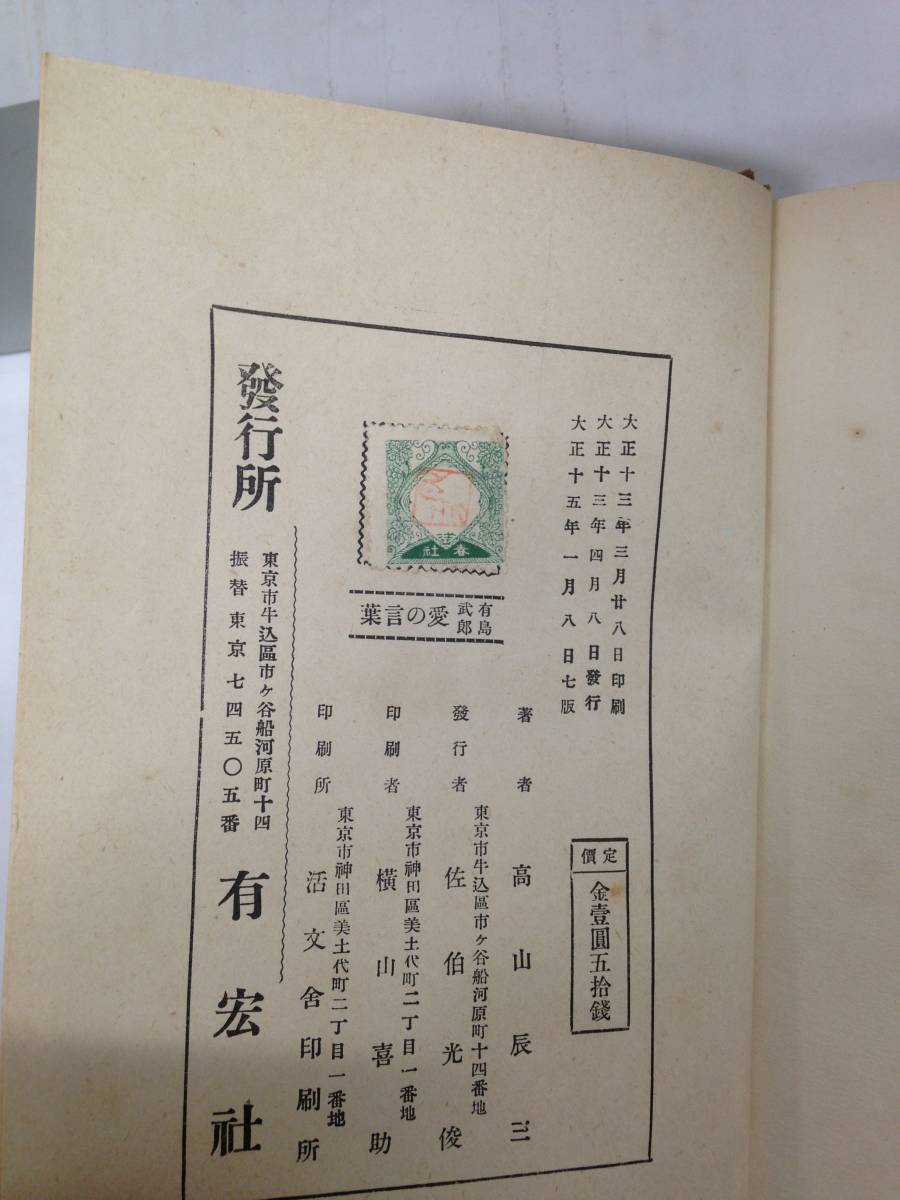 大正十三年三月廿八日印刷
大正十三年四月八日發行
大正十五年一月八日七版
定價
金壹圓五拾錢
春社
有島武郎
愛の言葉
著者
高山辰三
發行者
東京市牛込區市ヶ谷船河原町十四番地
佐伯光俊
印刷者
東京市神田區美土代町二丁目一番地
橫山喜助
印刷所
東京市神田區美土代町二丁目一番地
活文舍印刷所
發行所
東京市牛込區市ヶ谷船河原町十四
振替東京七四五〇五番
有宏社